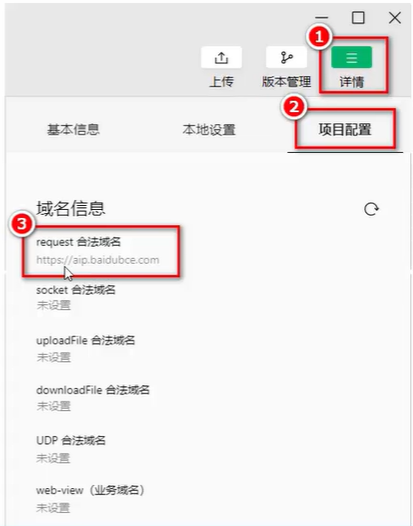 1
上传 版本管理 详情
2
基本信息 本地设置 项目配置
域名信息
3
request 合法域名
https://aip.baidubce.com
socket 合法域名
未设置
uploadFile 合法域名
未设置
downloadFile 合法域名
未设置
UDP 合法域名
未设置
web-view（业务域名）
未设置